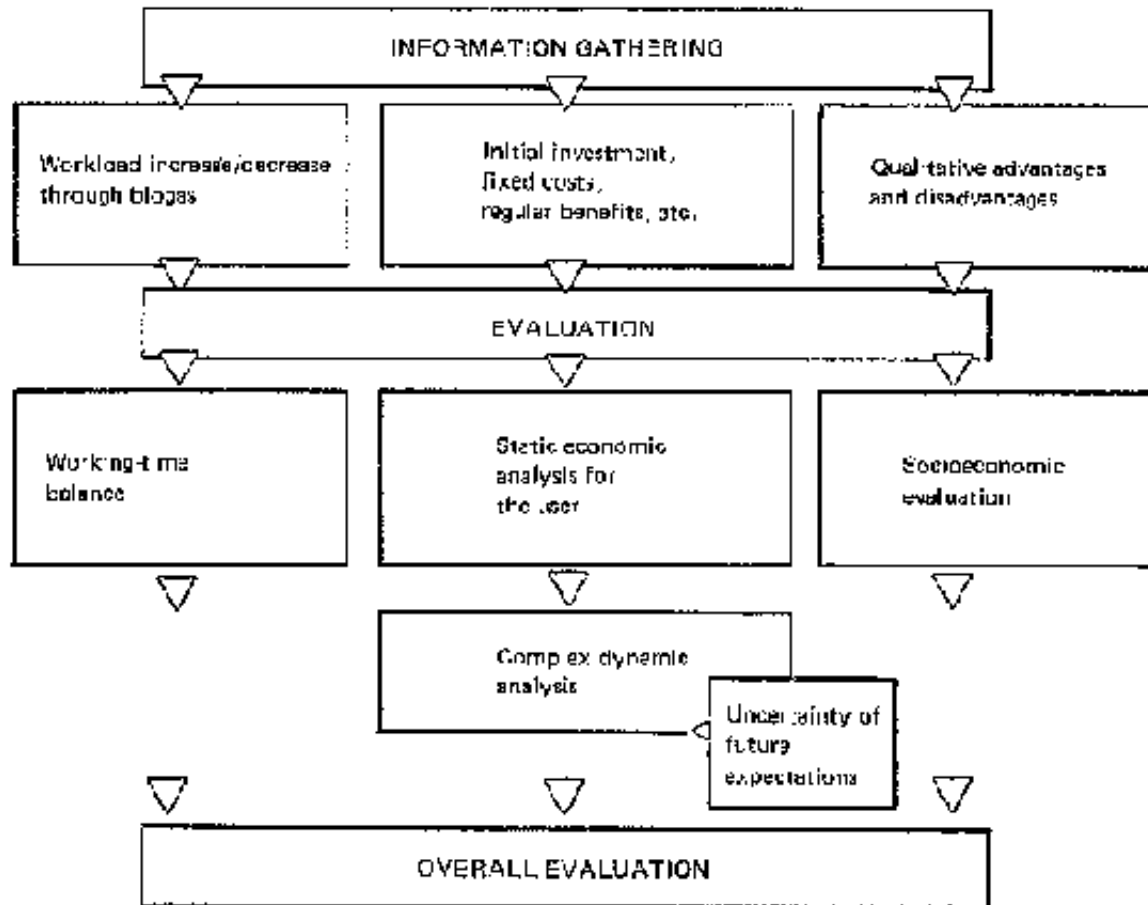 INFORMATION GATHERING
Workload increase/decrease
through biogas
Initial investment,
fixed costs,
regular benefits, etc.
Qualitative advantages
and disadvantages
EVALUATION
Working-time
balance
Static economic
analysis for
the user
Socioeconomic
evaluation
Complex dynamic
analysis
Uncertainty of
future
expectations
OVERALL EVALUATION